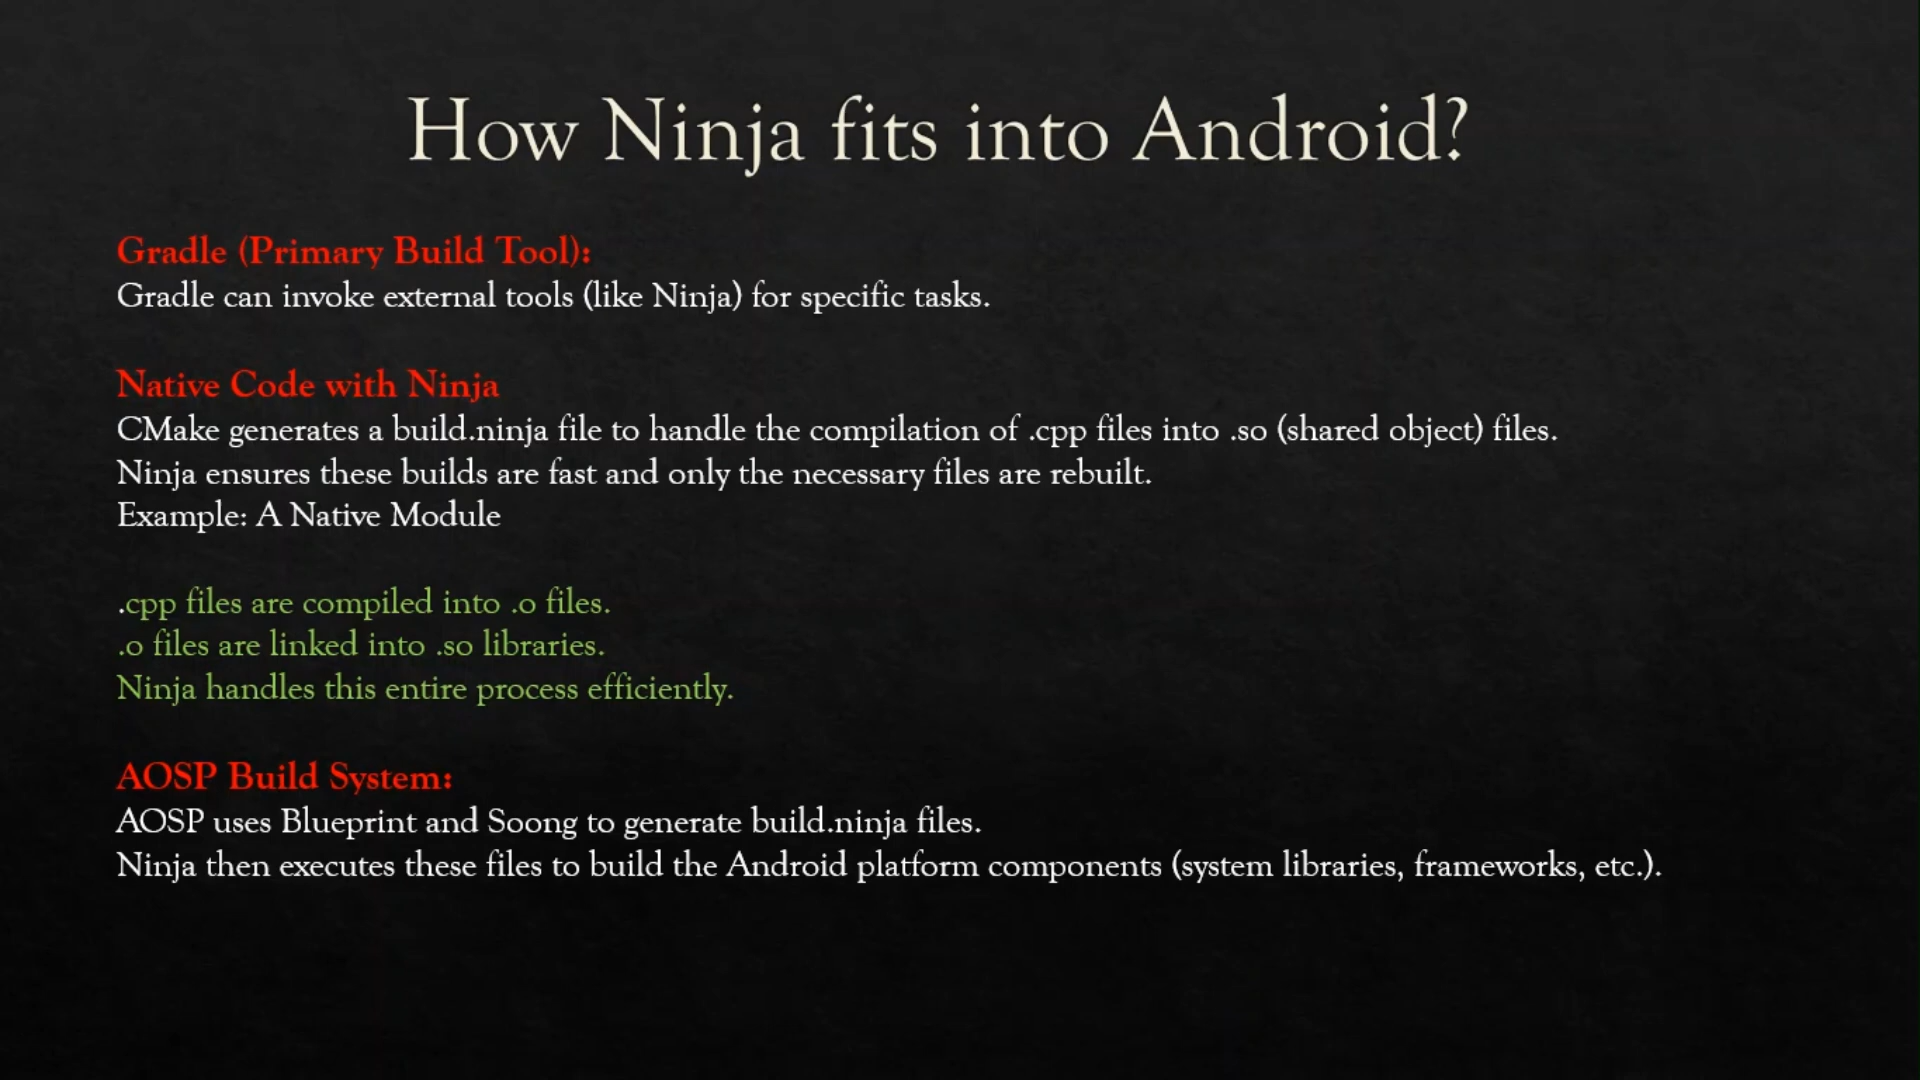 How Ninja fits into Android?
Gradle (Primary Build Tool):
Gradle can invoke external tools (like Ninja) for specific tasks.
Native Code with Ninja
CMake generates a build.ninja file to handle the compilation of .cpp files into .so (shared object) files.
Ninja ensures these builds are fast and only the necessary files are rebuilt.
Example: A Native Module
.cpp files are compiled into .o files.
.o files are linked into .so libraries.
Ninja handles this entire process efficiently.
AOSP Build System:
AOSP uses Blueprint and Soong to generate build.ninja files.
Ninja then executes these files to build the Android platform components (system libraries, frameworks, etc.).